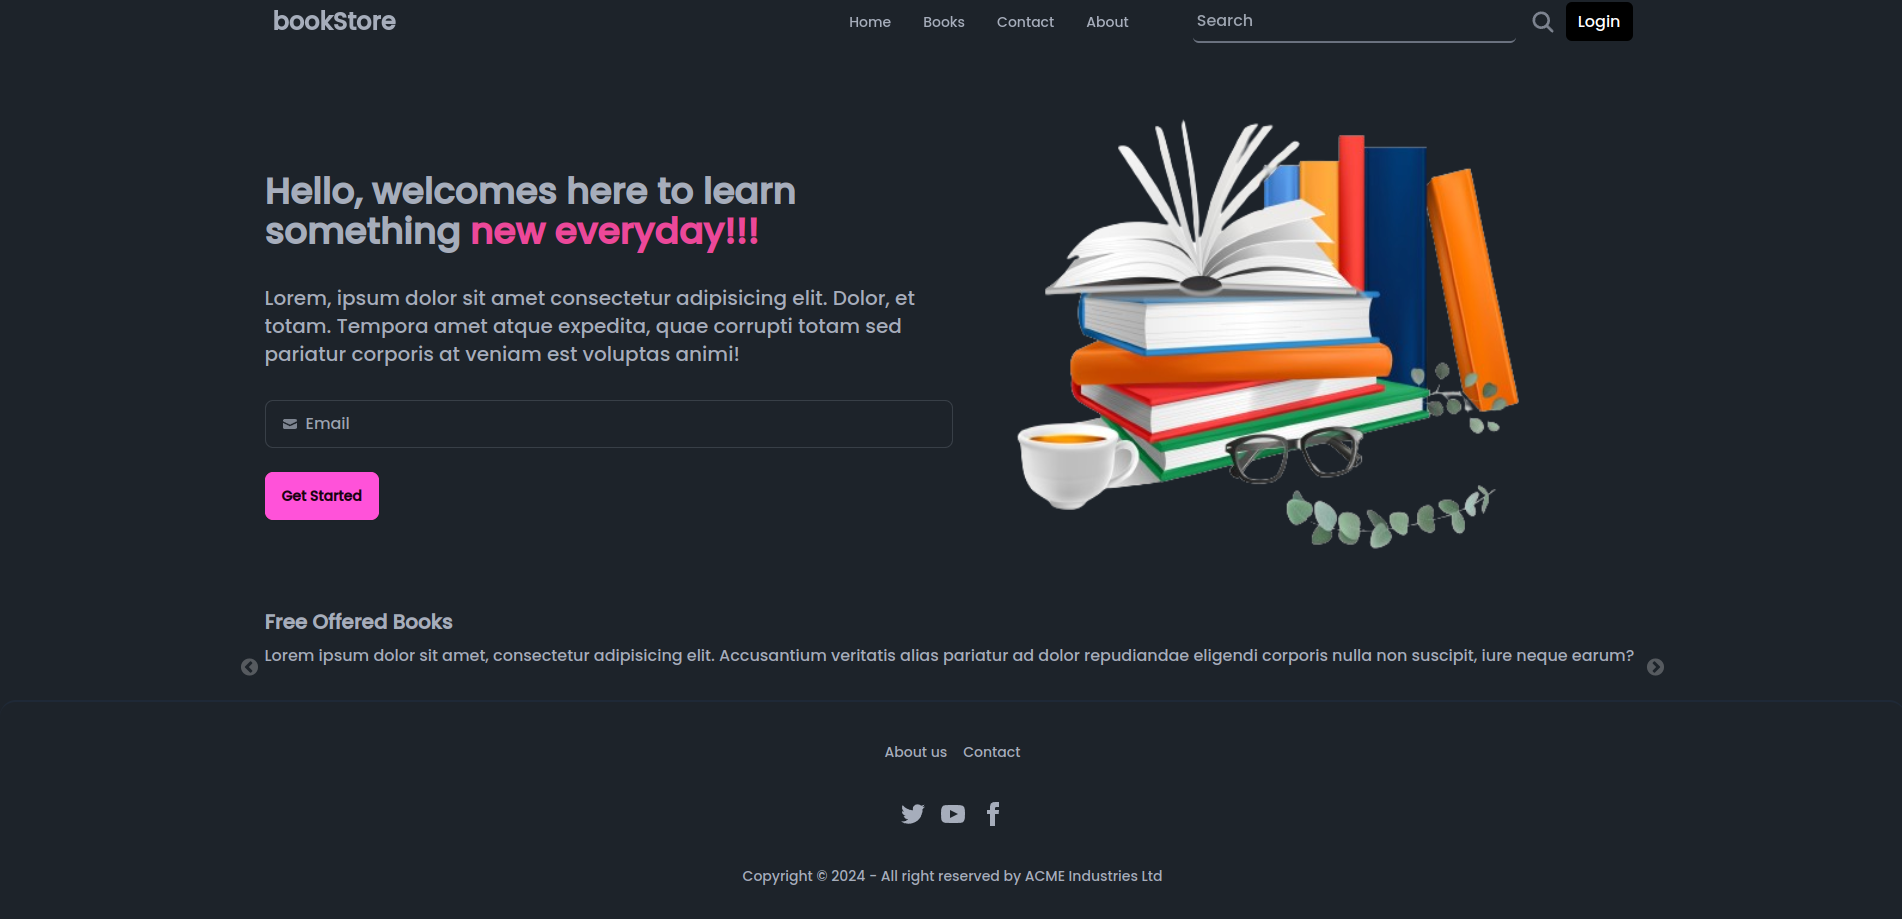 bookStore
Home
Books
Contact
About
Search
Login
Hello, welcomes here to learn
something new everyday!!!
Lorem, ipsum dolor sit amet consectetur adipisicing elit. Dolor, et
totam. Tempora amet atque expedita, quae corrupti totam sed
pariatur corporis at veniam est voluptas animi!
Email
Get Started
Free Offered Books
Lorem ipsum dolor sit amet, consectetur adipisicing elit. Accusantium veritatis alias pariatur ad dolor repudiandae eligendi corporis nulla non suscipit, iure neque earum?
About us
Contact
Copyright © 2024 - All right reserved by ACME Industries Ltd